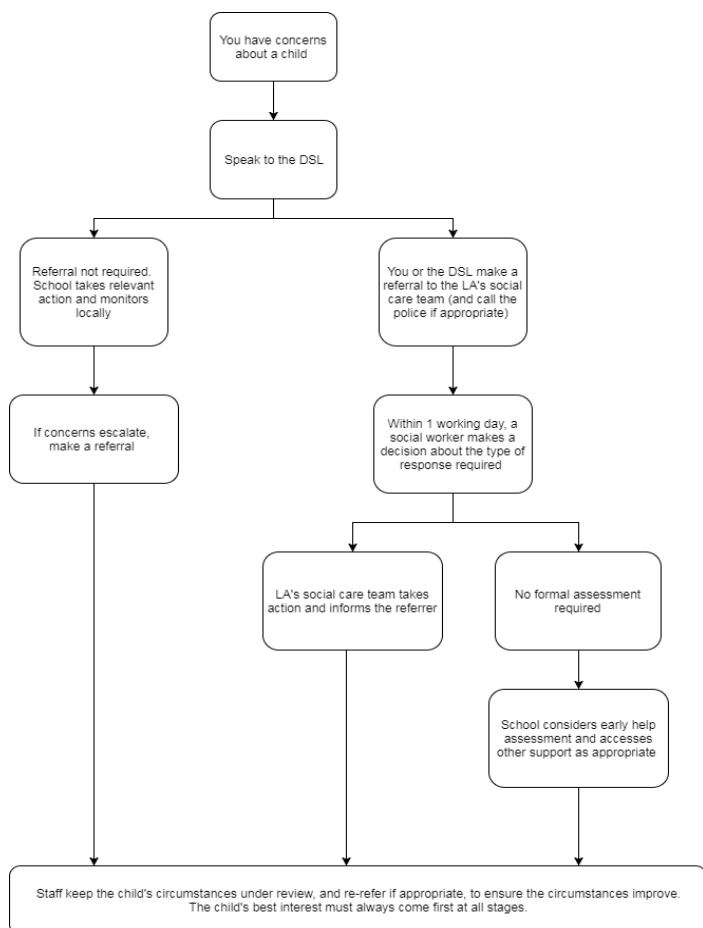 You have concerns
about a child
Speak to the DSL
Referral not required.
School takes relevant
action and monitors
locally
You or the DSL make a
referral to the LA's social
care team (and call the
police if appropriate)
If concerns escalate,
make a referral
Within 1 working day, a
social worker makes a
decision about the type of
response required
LA's social care team takes
action and informs the referrer
No formal assessment
required
School considers early help
assessment and accesses
other support as appropriate
Staff keep the child's circumstances under review, and re-refer if appropriate, to ensure the circumstances improve.
The child's best interest must always come first at all stages.